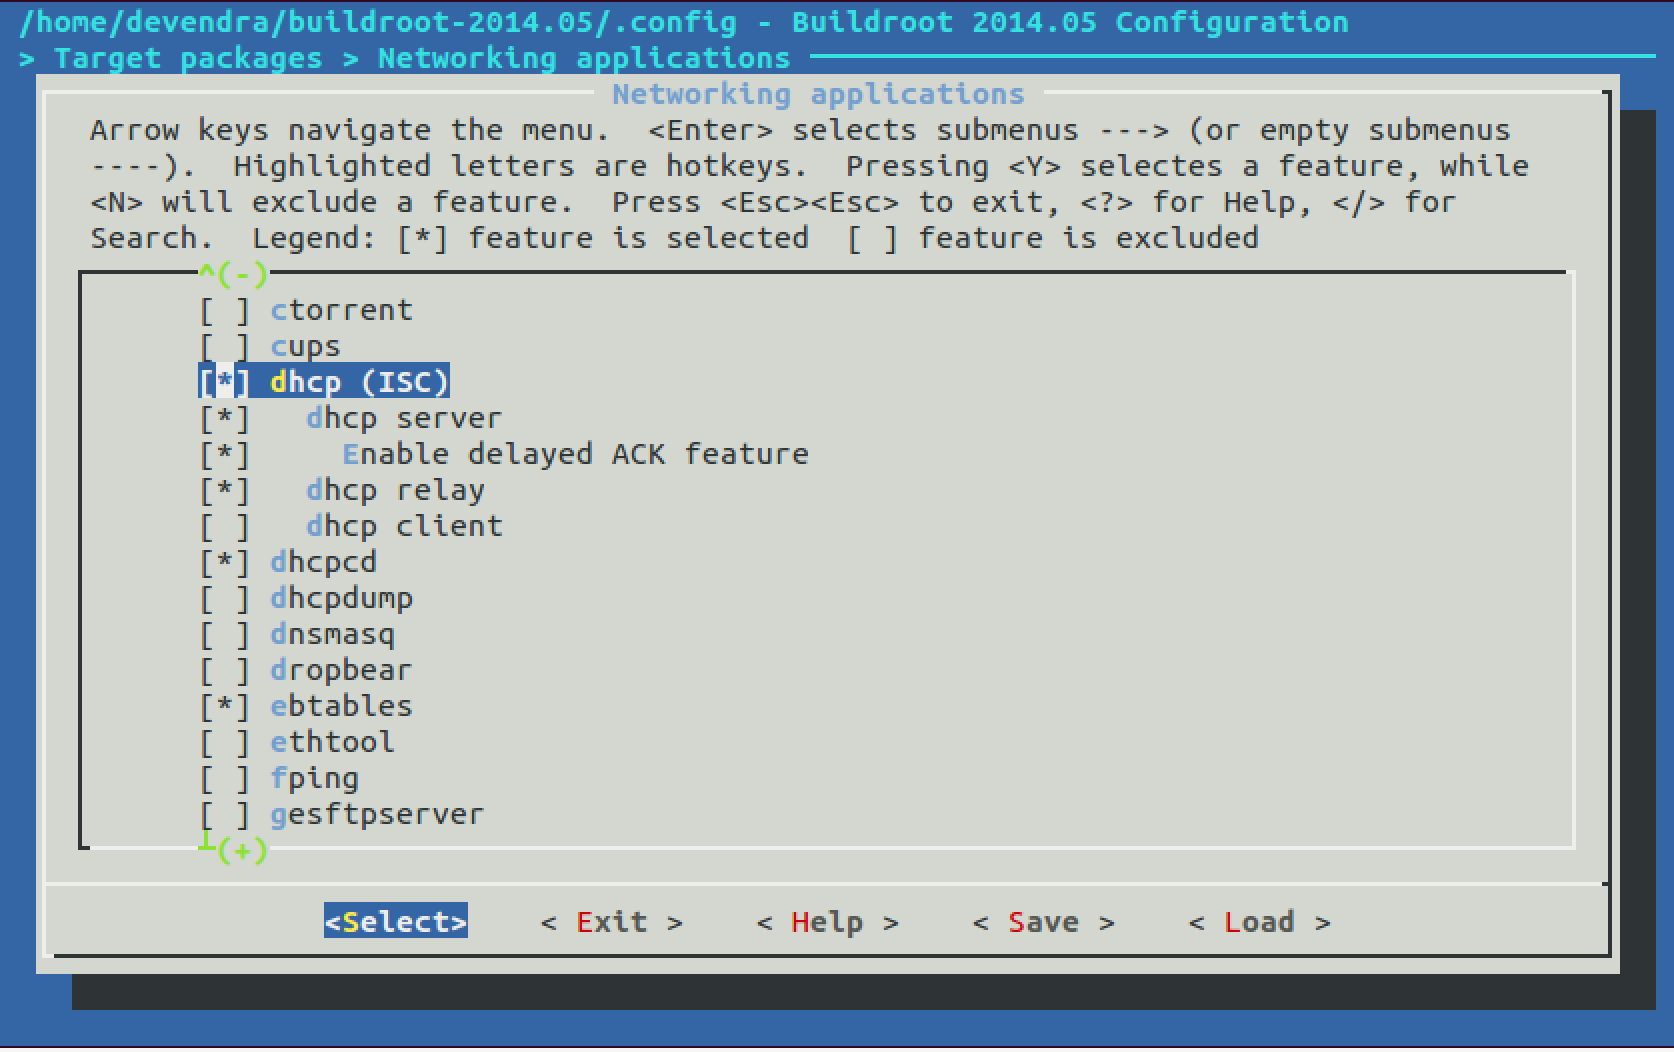 /home/devendra/buildroot-2014.05/.config - Buildroot 2014.05 Configuration
> Target packages > Networking applications
Networking applications
Arrow keys navigate the menu.  <Enter> selects submenus ---> (or empty submenus
----).  Highlighted letters are hotkeys.  Pressing <Y> selectes a feature, while
<N> will exclude a feature.  Press <Esc><Esc> to exit, <?> for Help, </> for
Search.  Legend: [*] feature is selected  [ ] feature is excluded
^(-)
[ ] ctorrent
[ ] cups
[*] dhcp (ISC)
[*]   dhcp server
[*]     Enable delayed ACK feature
[*]   dhcp relay
[ ]   dhcp client
[*] dhcpcd
[ ] dhcpdump
[ ] dnsmasq
[ ] dropbear
[*] ebtables
[ ] ethtool
[ ] fping
[ ] gesftpserver
┴(+)
<Select>    < Exit >    < Help >    < Save >    < Load >